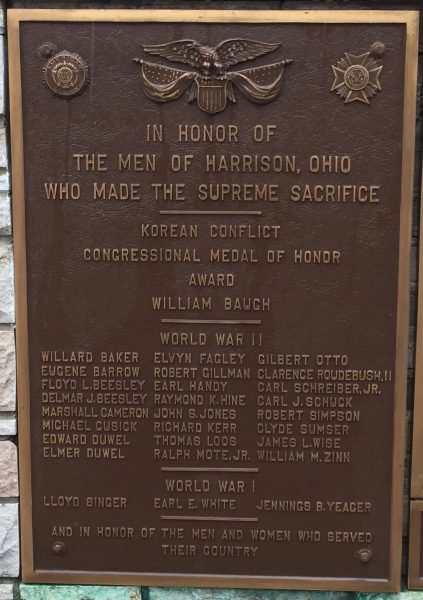 IN HONOR OF
THE MEN OF HARRISON, OHIO
WHO MADE THE SUPREME SACRIFICE
KOREAN CONFLICT
CONGRESSIONAL MEDAL OF HONOR
AWARD
WILLIAM BAUGH
WORLD WAR II
WILLARD BAKER ELVYN FAGLEY GILBERT OTTO
EUGENE BARROW ROBERT GILLMAN CLARENCE ROUDEBUSH, II
FLOYD L. BEESLEY EARL HANDY CARL SCHREIBER, JR.
DELMAR J. BEESLEY RAYMOND K. HINE CARL J. SCHUCK
MARSHALL CAMERON JOHN S. JONES ROBERT SIMPSON
MICHAEL CUSICK RICHARD KERR CLYDE SUMSER
EDWARD DUWEL THOMAS LOOS JAMES L. WISE
ELMER DUWEL RALPH MOTE, JR. WILLIAM M. ZINN
WORLD WAR I
LLOYD SINGER EARL E. WHITE JENNINGS B. YEAGER
AND IN HONOR OF THE MEN AND WOMEN WHO SERVED
THEIR COUNTRY